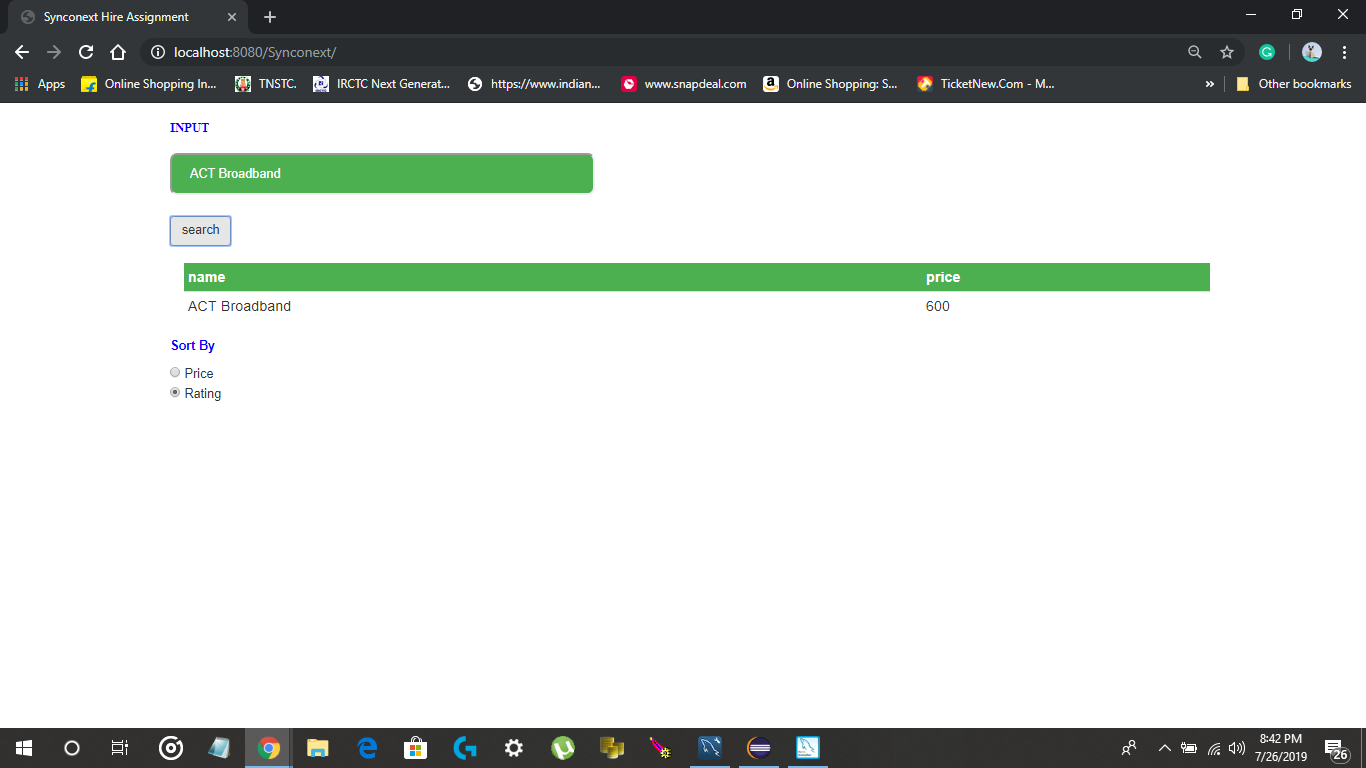 Synconext Hire Assignment
localhost:8080/Synconext/
Apps Online Shopping In... TNSTC. IRCTC Next Generat... https://www.indian... www.snapdeal.com Online Shopping: S... TicketNew.Com - M... » Other bookmarks
INPUT
ACT Broadband
search
name price
ACT Broadband 600
Sort By
Price
Rating
8:42 PM
7/26/2019
26